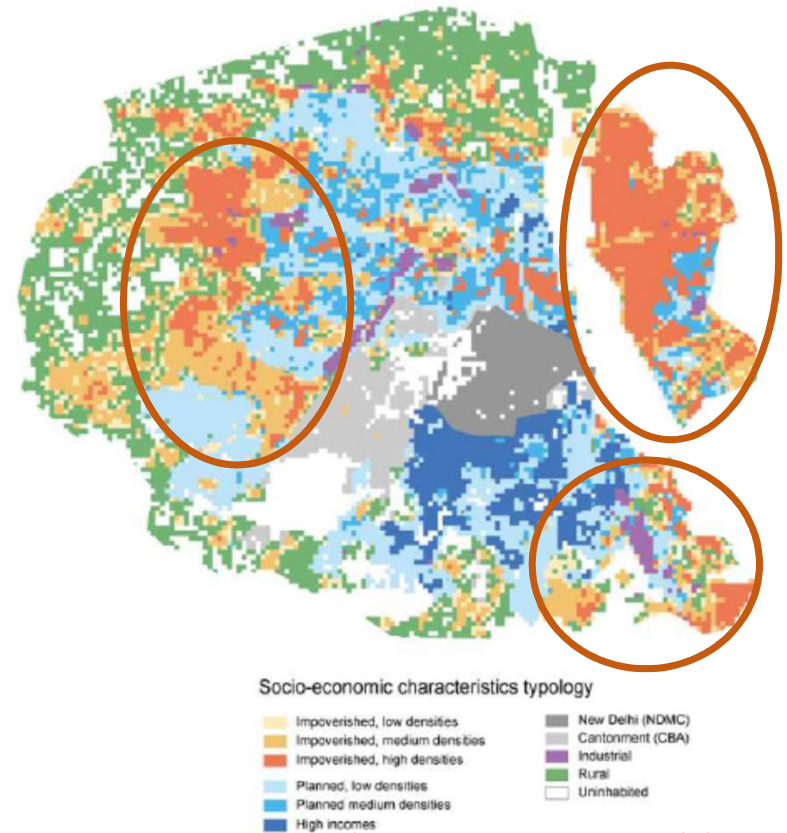 Socio-economic characteristics typology
Impoverished, low densities
Impoverished, medium densities
Impoverished, high densities
Planned, low densities
Planned medium densities
High incomes
New Delhi (NDMC)
Cantonment (CBA)
Industrial
Rural
Uninhabited